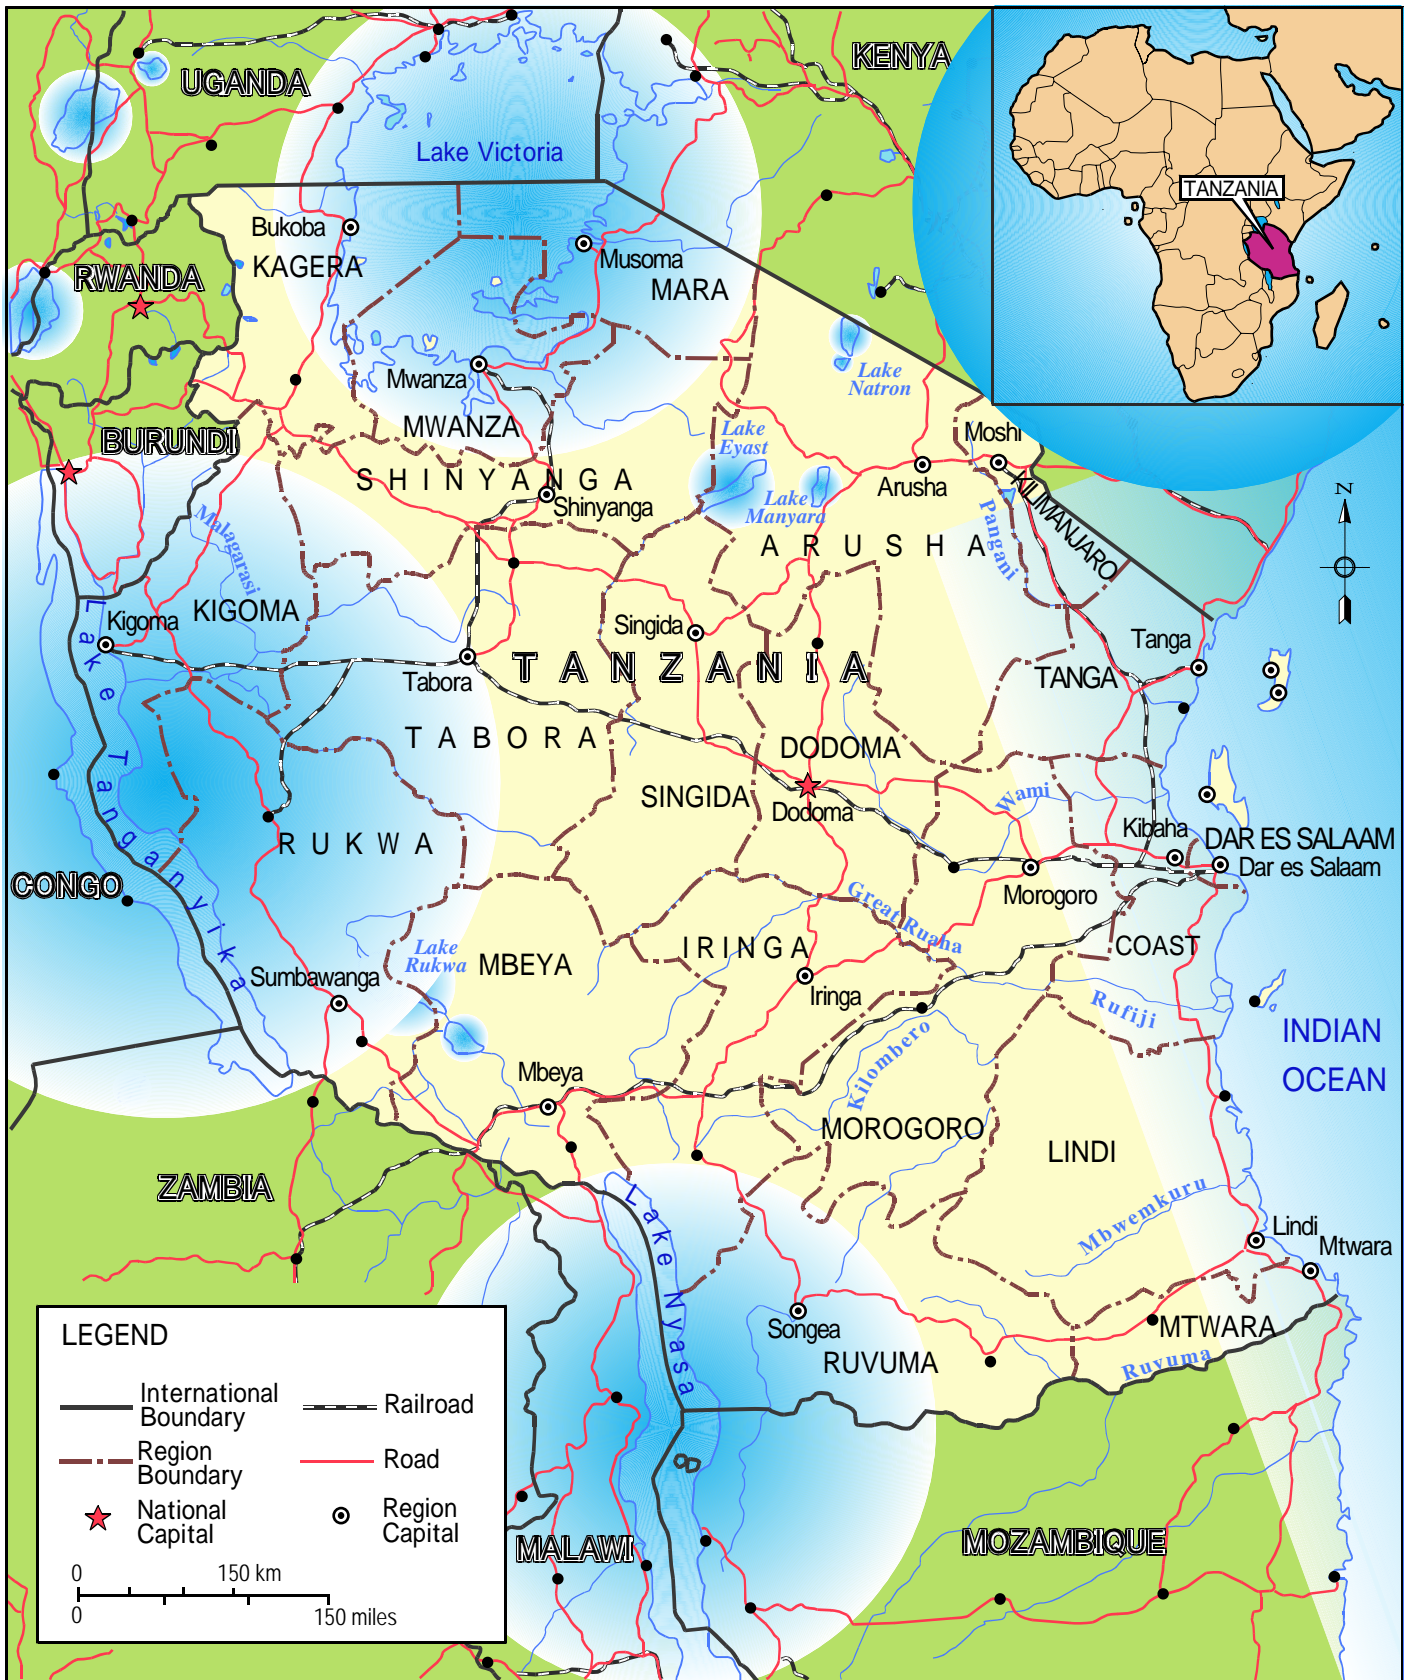 UGANDA
KENYA
Lake Victoria
TANZANIA
Bukoba
KAGERA
Musoma
MARA
RWANDA
Lake
Natron
Mwanza
MWANZA
BURUNDI
Lake
Eyast
Moshi
SHINYANGA
Shinyanga
Lake
Manyara
Arusha
KILIMANJARO
N
Malagarasi
ARUSHA
Pangani
Kigoma
KIGOMA
Singida
Tanga
Tabora
TANZANIA
TANGA
Lake Tanganyika
TABORA
DODOMA
SINGIDA
Dodoma
Wami
RUKWA
Kibaha
DAR ES SALAAM
Dar es Salaam
CONGO
Morogoro
Great Ruaha
Lake
Rukwa
MBEYA
IRINGA
COAST
Sumbawanga
Iringa
Rufiji
INDIAN
OCEAN
Kilombero
Mbeya
MOROGORO
LINDI
ZAMBIA
Lake Nyasa
Mbwemkuru
Lindi
Mtwara
Songea
RUVUMA
MTWARA
Ruvuma
LEGEND
International
Boundary
Railroad
Region
Boundary
Road
National
Capital
Region
Capital
0
150 km
0
150 miles
MALAWI
MOZAMBIQUE
8